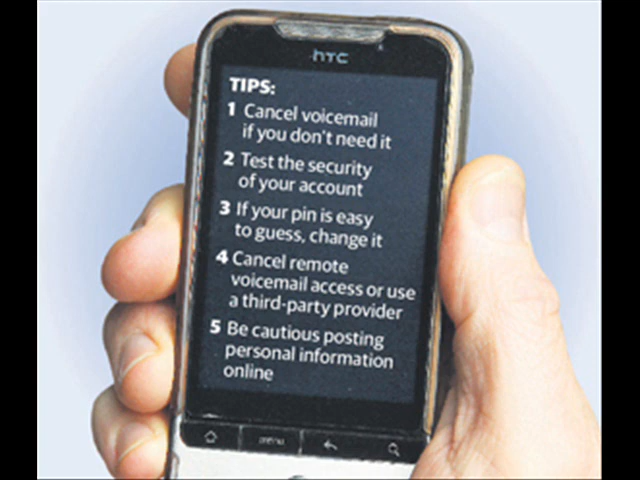 hTC
TIPS:
1 Cancel voicemail
if you don't need it
2 Test the security
of your account
3 If your pin is easy
to guess, change it
4 Cancel remote
voicemail access or use
a third-party provider
5 Be cautious posting
personal information
online
menu